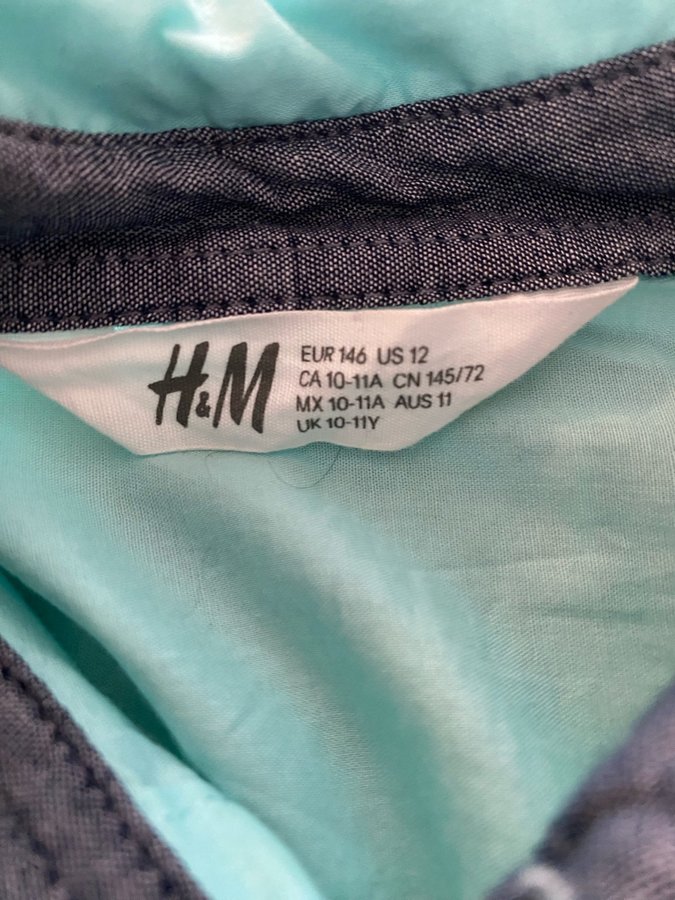 H&M
EUR 146 US 12
CA 10-11A CN 145/72
MX 10-11A AUS 11
UK 10-11Y